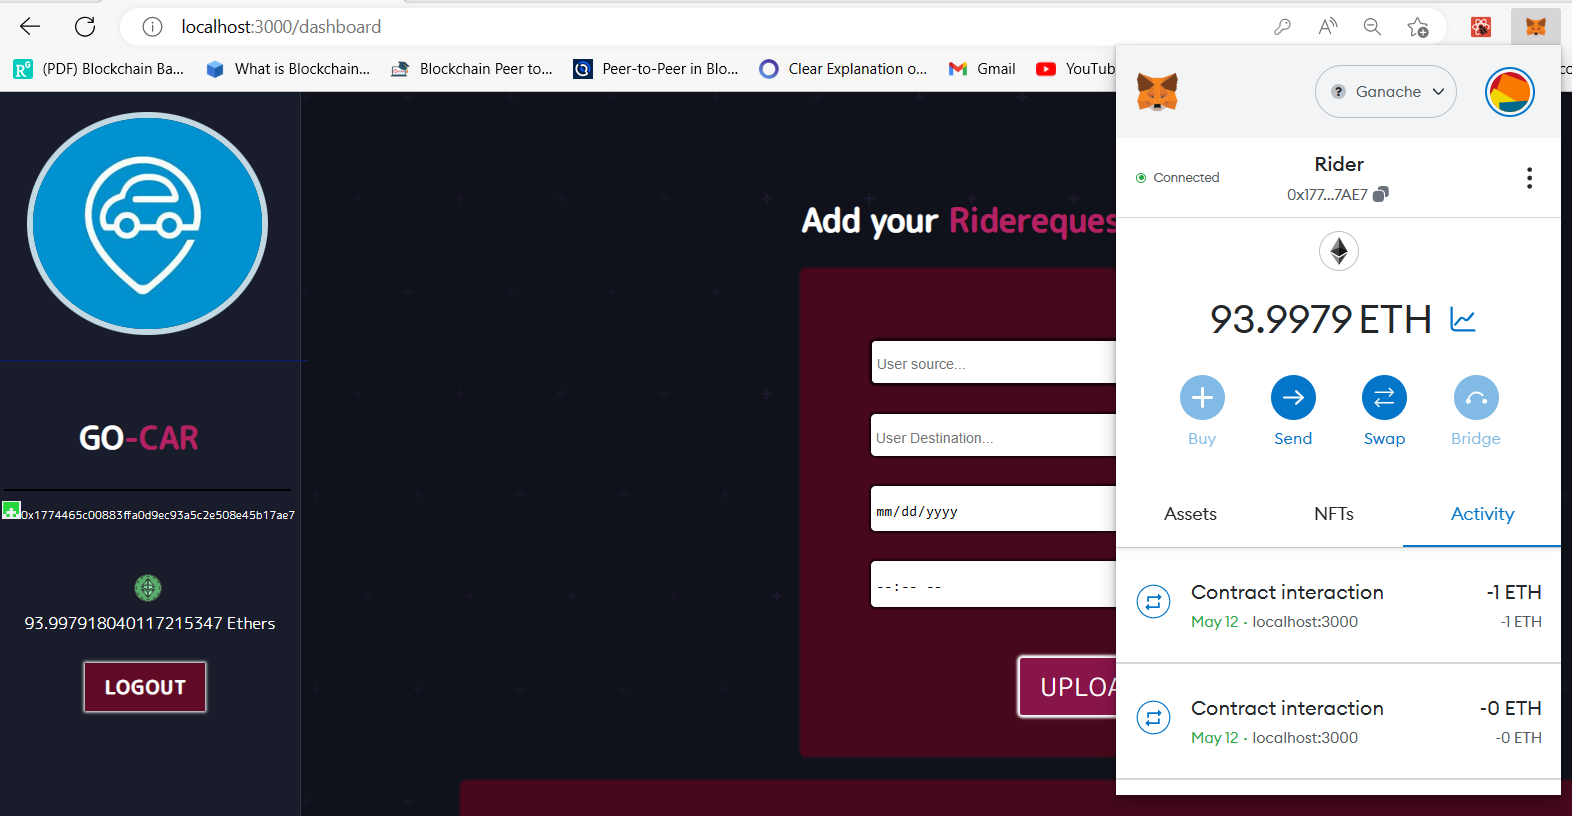 localhost:3000/dashboard
(PDF) Blockchain Ba...
What is Blockchain...
Blockchain Peer to...
Peer-to-Peer in Blo...
Clear Explanation o...
Gmail
YouTub
co
GO-CAR
0x1774465c00883ffa0d9ec93a5c2e508e45b17ae7
93.997918040117215347 Ethers
LOGOUT
Add your Ridereques
User source...
User Destination...
mm/dd/yyyy
--:-- --
UPLOA
? Ganache
Connected
Rider
0x177...7AE7
93.9979 ETH
Buy
Send
Swap
Bridge
Assets
NFTs
Activity
Contract interaction
-1 ETH
May 12 · localhost:3000
-1 ETH
Contract interaction
-0 ETH
May 12 · localhost:3000
-0 ETH